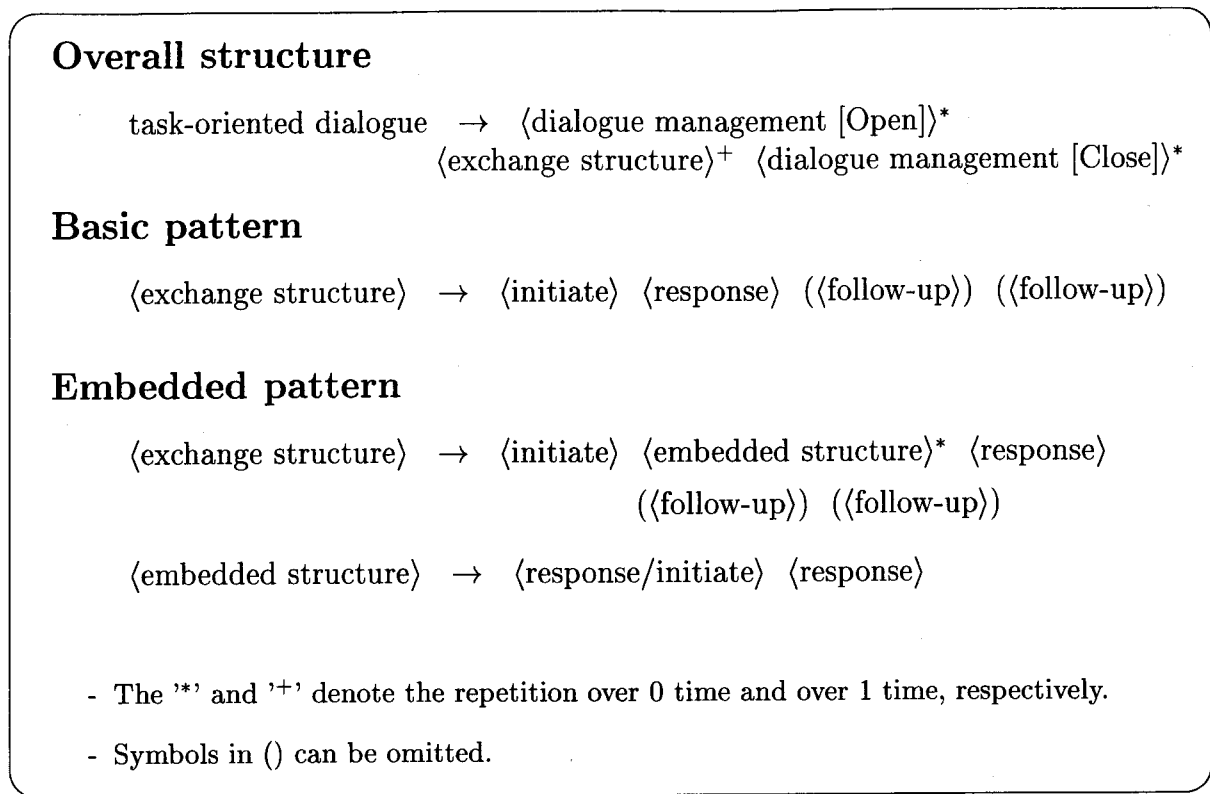 Overall structure
task-oriented dialogue → ⟨dialogue management [Open]⟩*
⟨exchange structure⟩+ ⟨dialogue management [Close]⟩*
Basic pattern
⟨exchange structure⟩ → ⟨initiate⟩ ⟨response⟩ (⟨follow-up⟩) (⟨follow-up⟩)
Embedded pattern
⟨exchange structure⟩ → ⟨initiate⟩ ⟨embedded structure⟩* ⟨response⟩
(⟨follow-up⟩) (⟨follow-up⟩)
⟨embedded structure⟩ → ⟨response/initiate⟩ ⟨response⟩
- The ’*’ and ’+’ denote the repetition over 0 time and over 1 time, respectively.
- Symbols in () can be omitted.